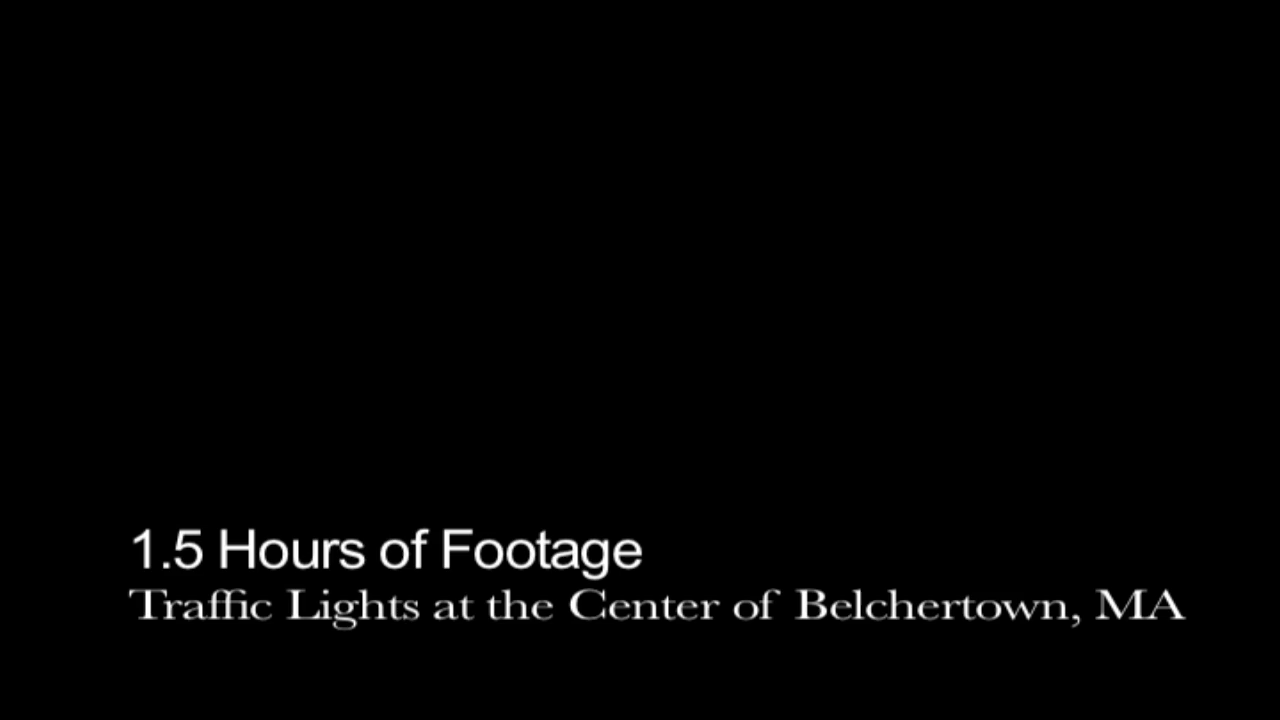 1.5 Hours of Footage
Traffic Lights at the Center of Belchertown, MA